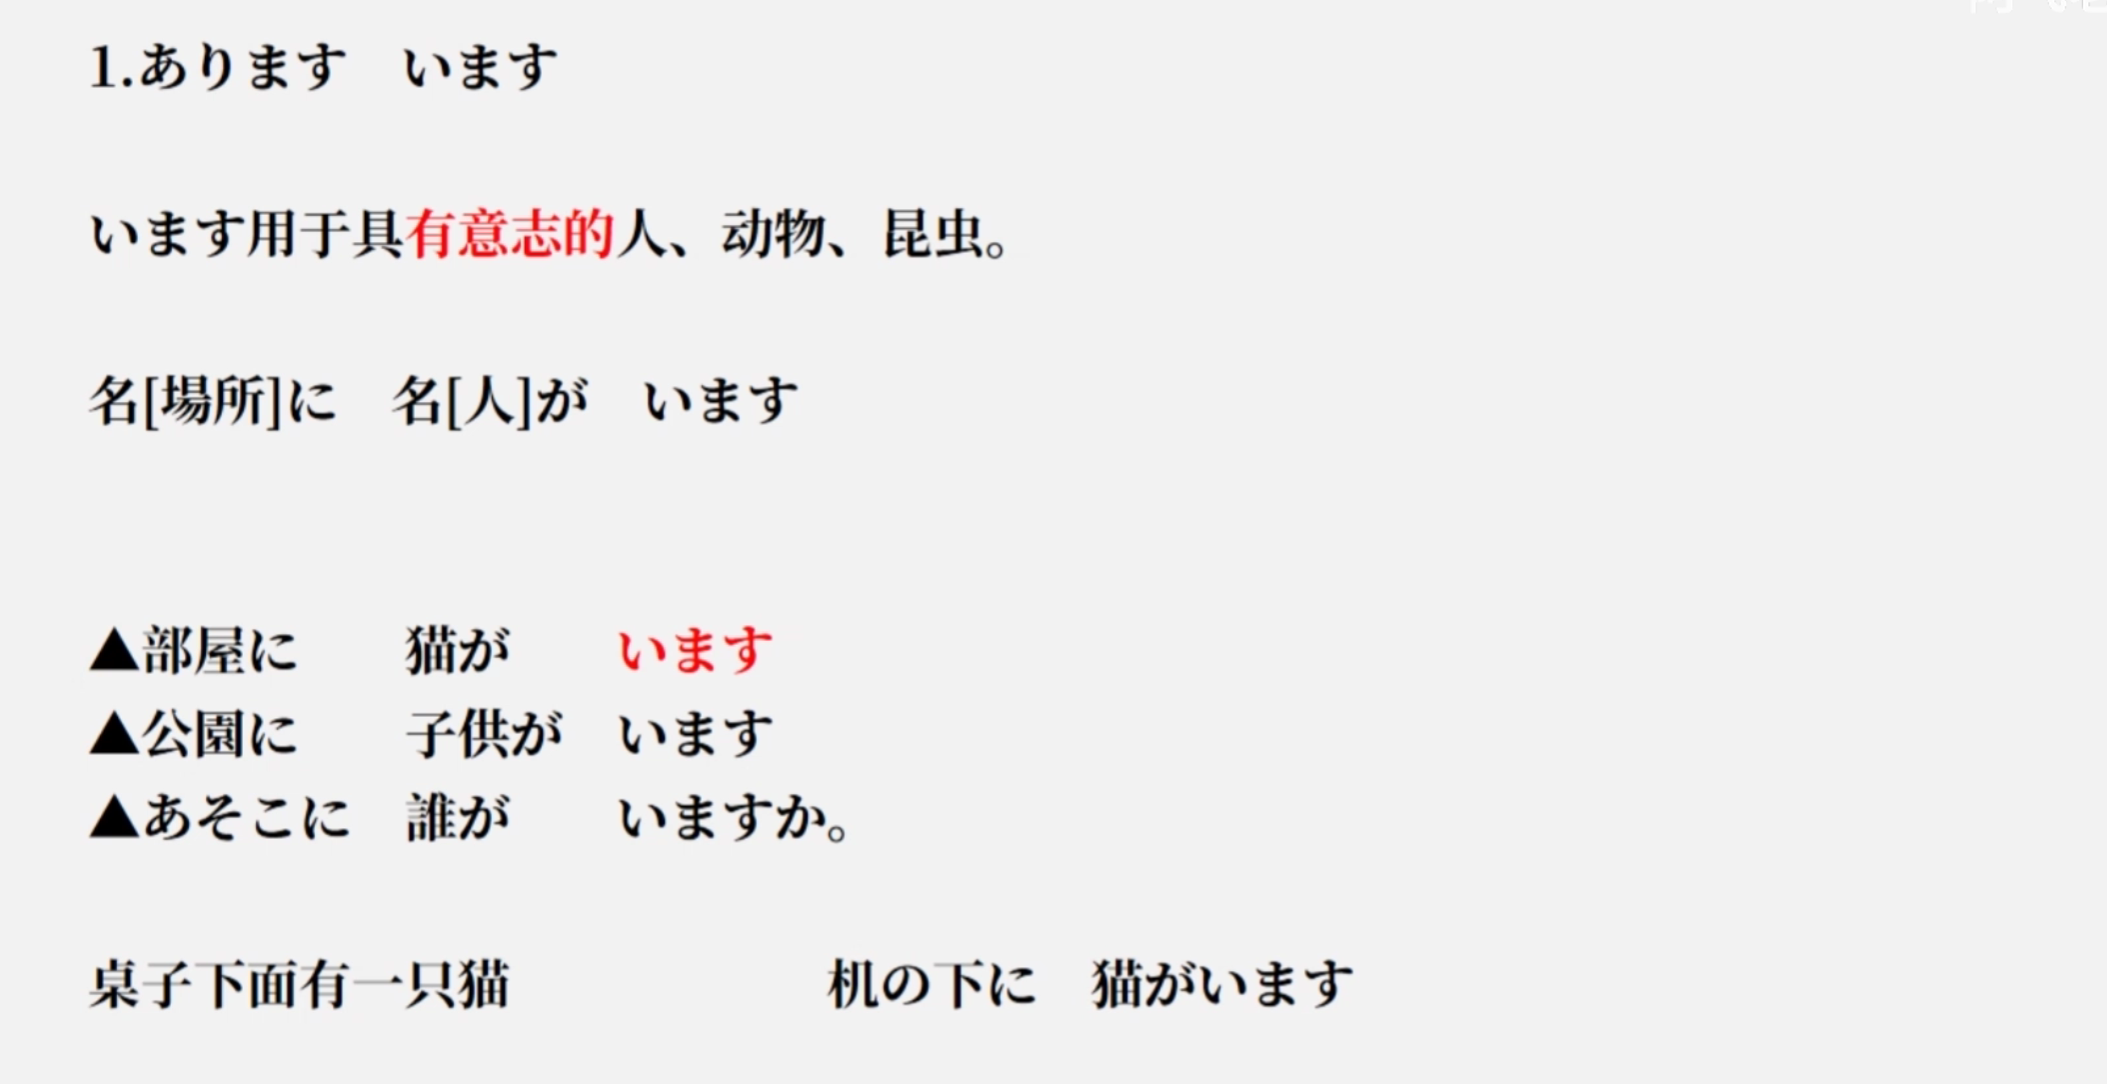 1.あります　います
います用于具有意志的人、动物、昆虫。
名[場所]に　名[人]が　います
▲部屋に　　猫が　　います
▲公園に　　子供が　います
▲あそこに　誰が　　いますか。
桌子下面有一只猫　　　　　　机の下に　猫がいます